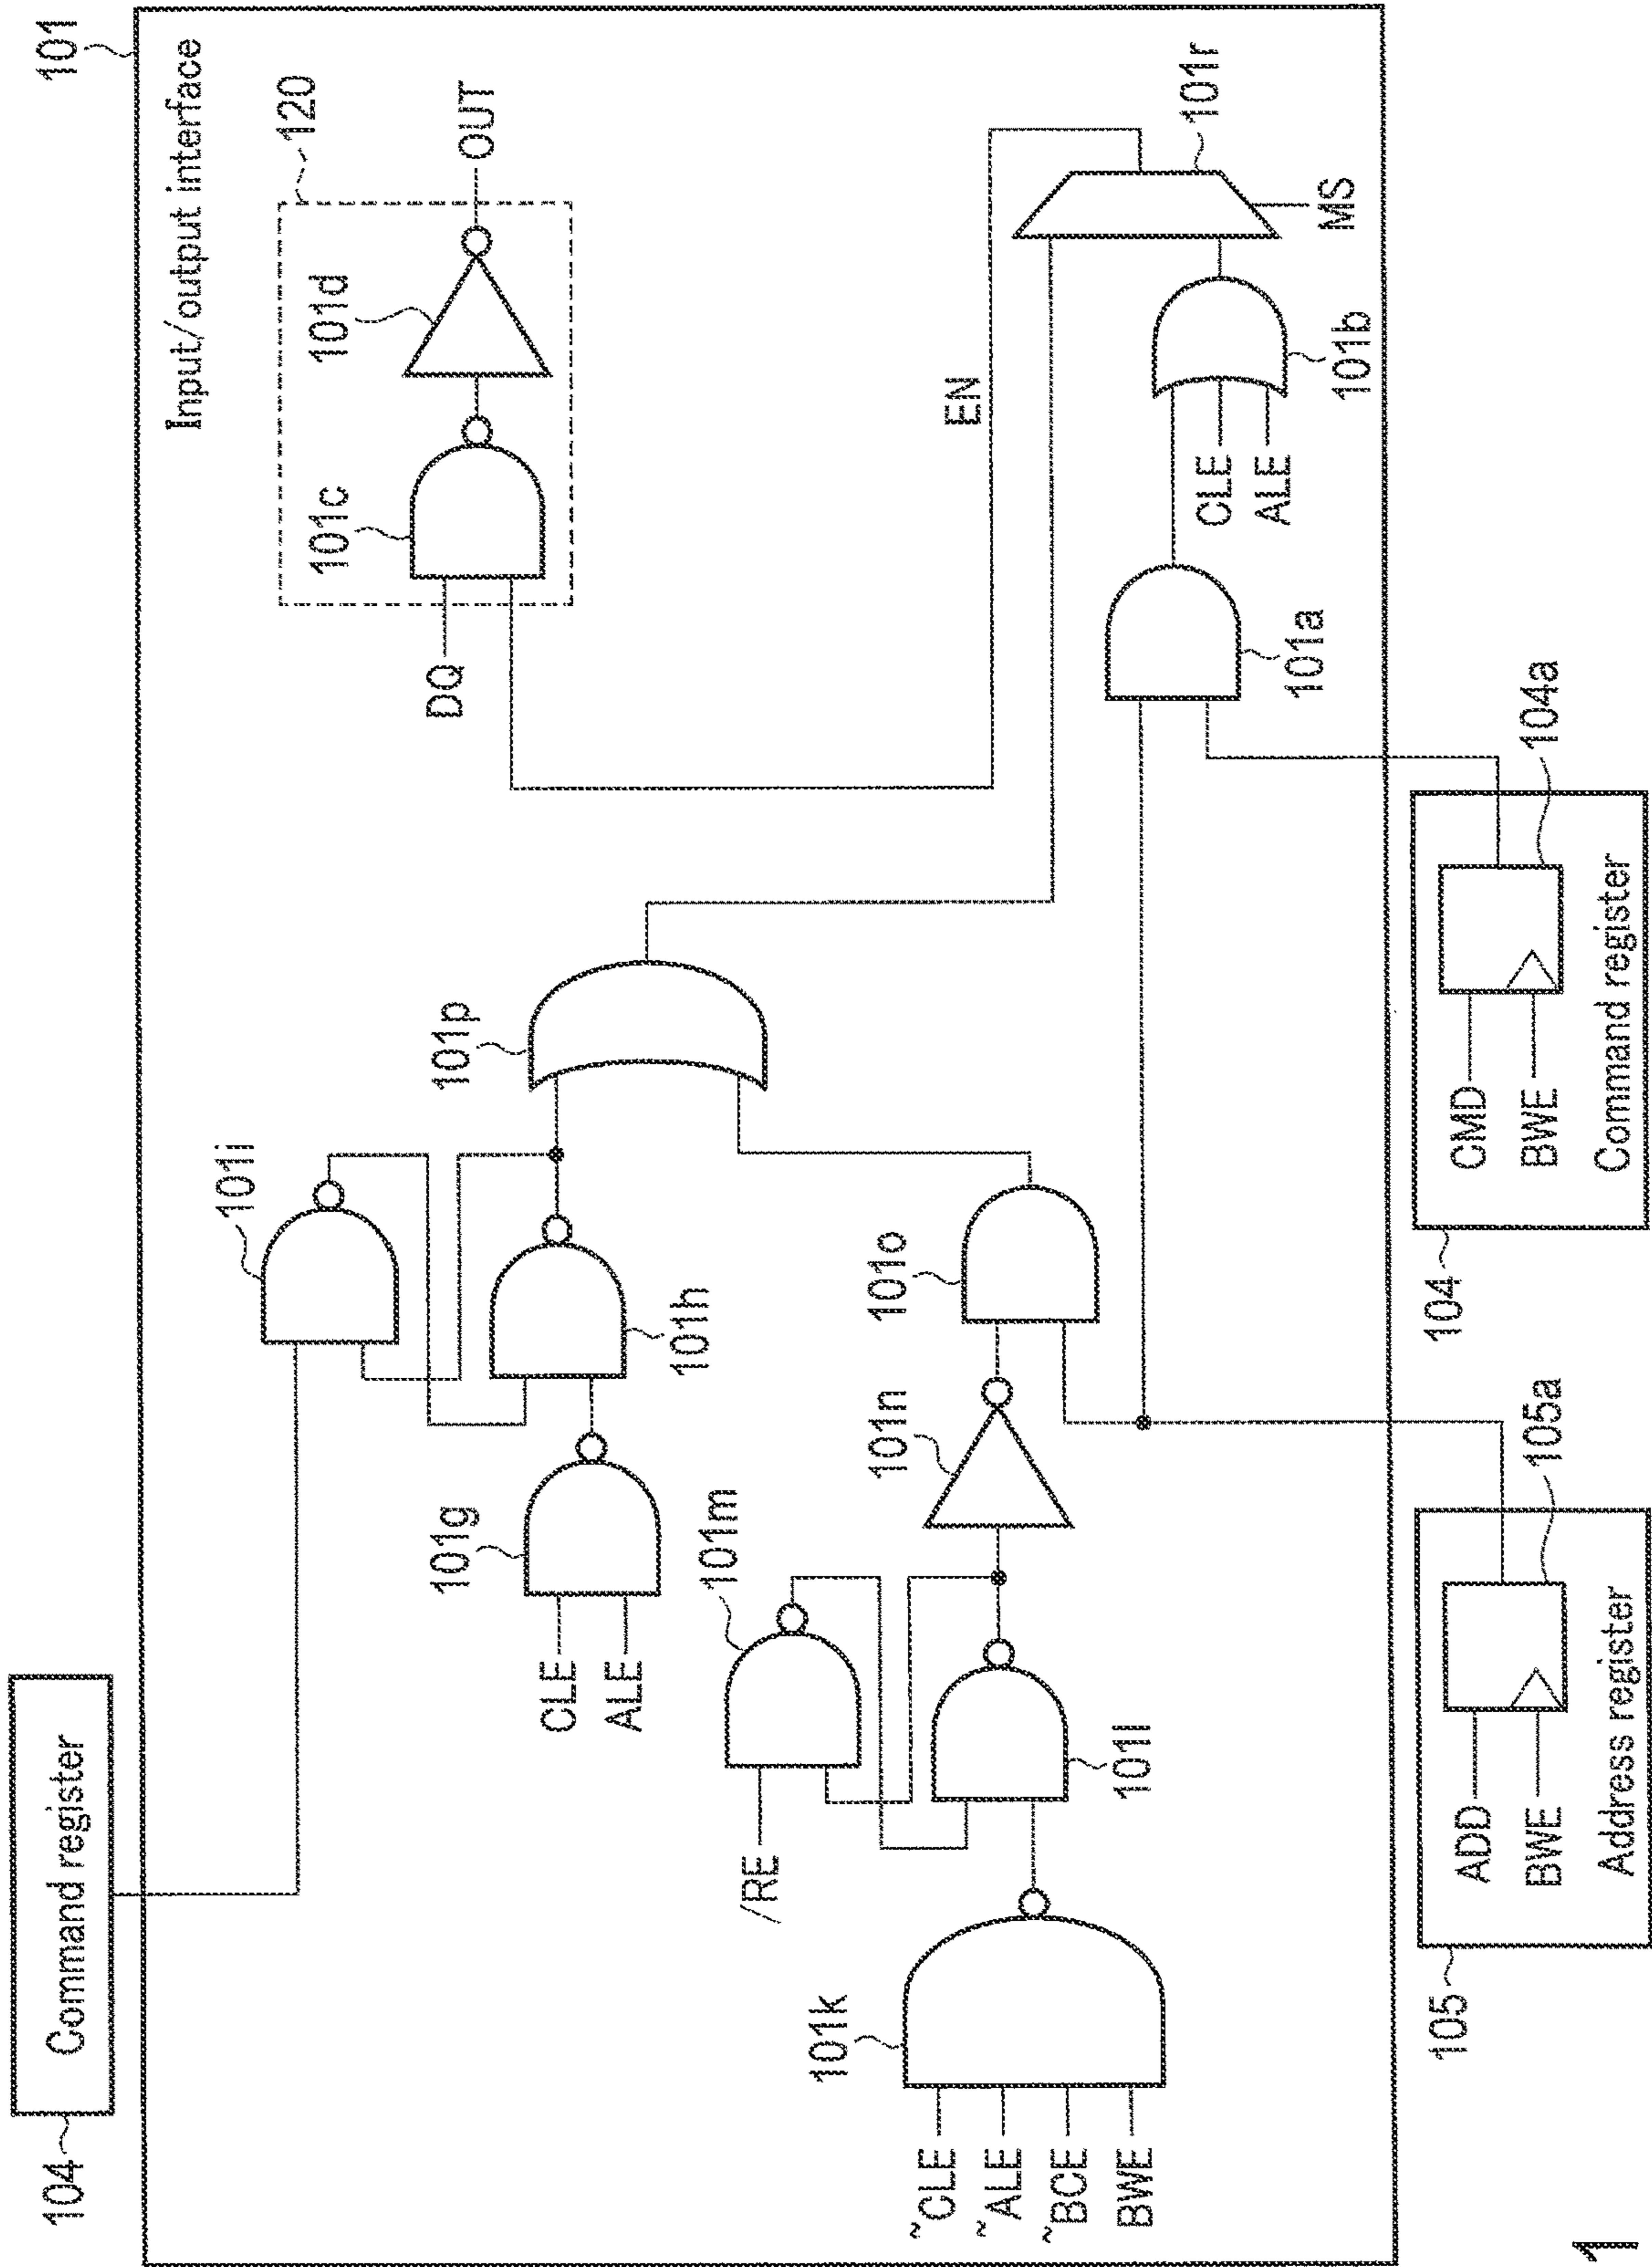 101
Input/output interface
104
Command register
120
101c
101d
DQ
OUT
101i
101p
101g
CLE
ALE
101h
EN
101m
/RE
101n
101o
101k
~CLE
~ALE
~BCE
BWE
101l
CLE
ALE
101a
101b
101r
MS
105
ADD
BWE
105a
Address register
104
CMD
BWE
104a
Command register
1